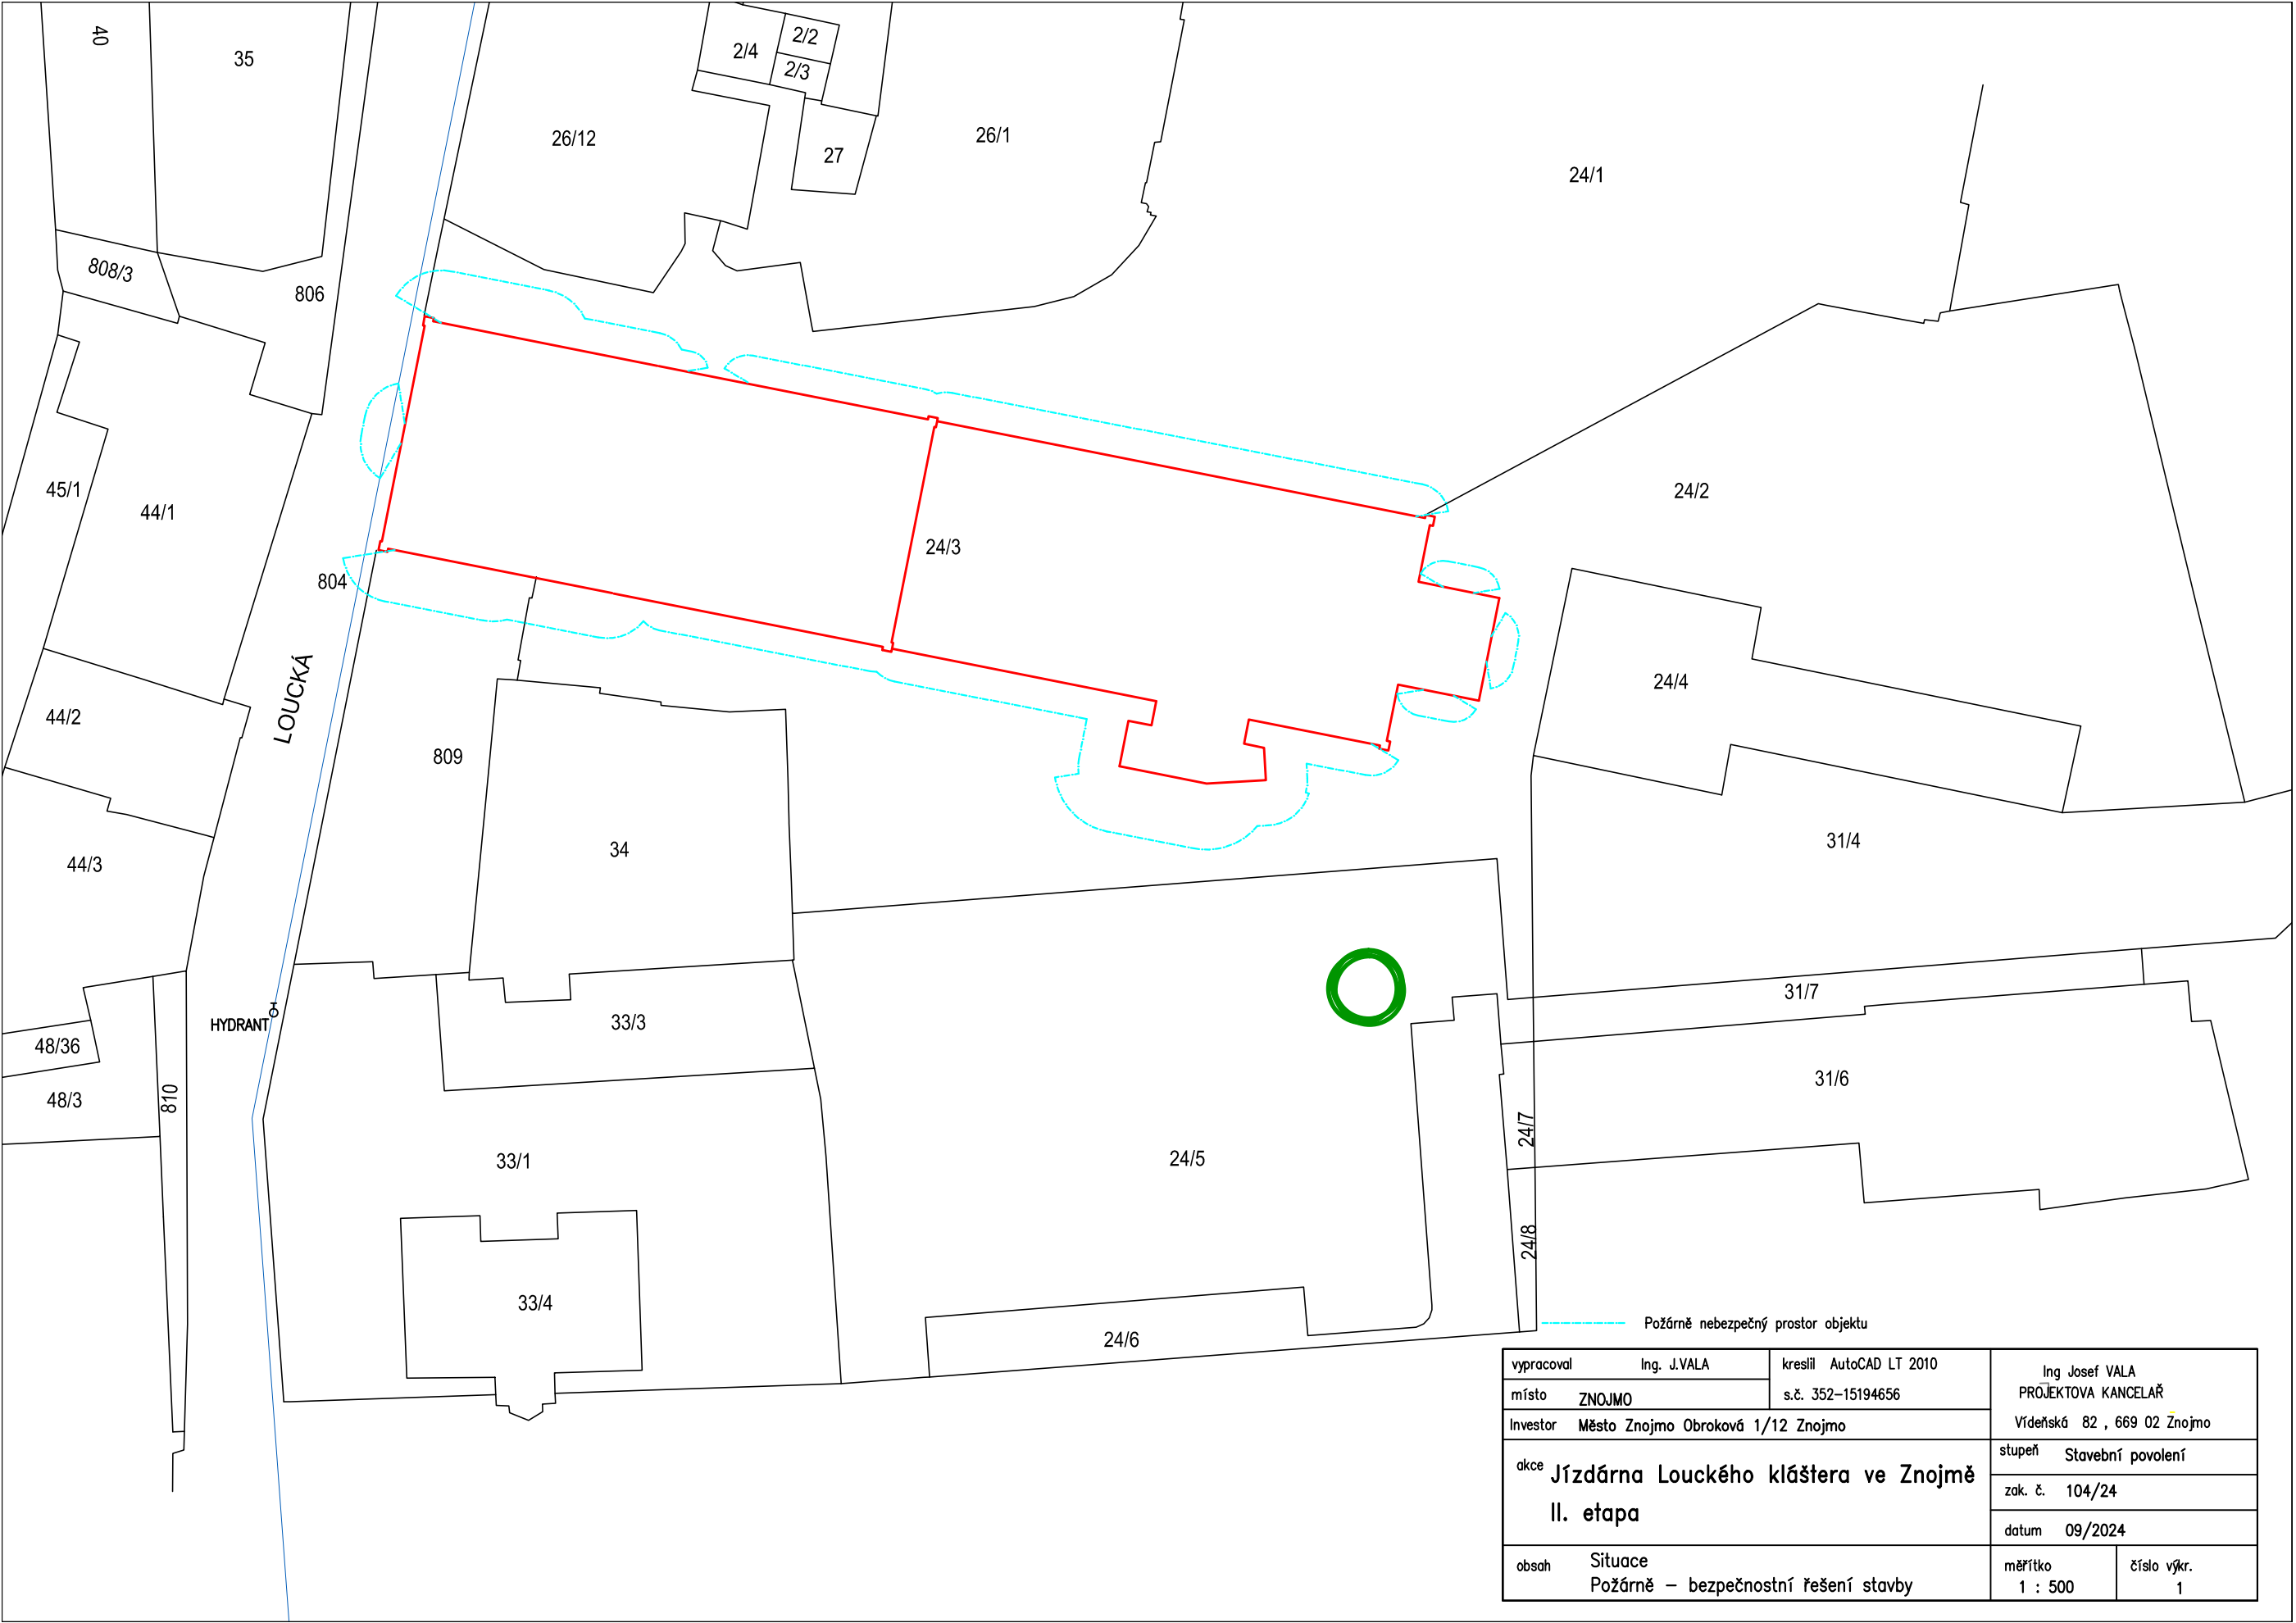 40
35
2/4
2/2
2/3
26/12
27
26/1
24/1
808/3
806
45/1
44/1
24/3
24/2
804
LOUCKÁ
24/4
44/2
809
34
31/4
44/3
31/7
HYDRANT
33/3
48/36
48/3
810
31/6
24/7
33/1
24/5
24/8
33/4
24/6
Požárně nebezpečný prostor objektu
vypracoval Ing. J.VALA
kreslil AutoCAD LT 2010
místo ZNOJMO
s.č. 352-15194656
Investor Město Znojmo Obroková 1/12 Znojmo
Ing Josef VALA
PROJEKTOVA KANCELAŘ
Vídeňská 82 , 669 02 Znojmo
akce Jízdárna Louckého kláštera ve Znojmě
II. etapa
stupeň Stavební povolení
zak. č. 104/24
datum 09/2024
obsah Situace
Požárně - bezpečnostní řešení stavby
měřítko
1 : 500
číslo výkr.
1